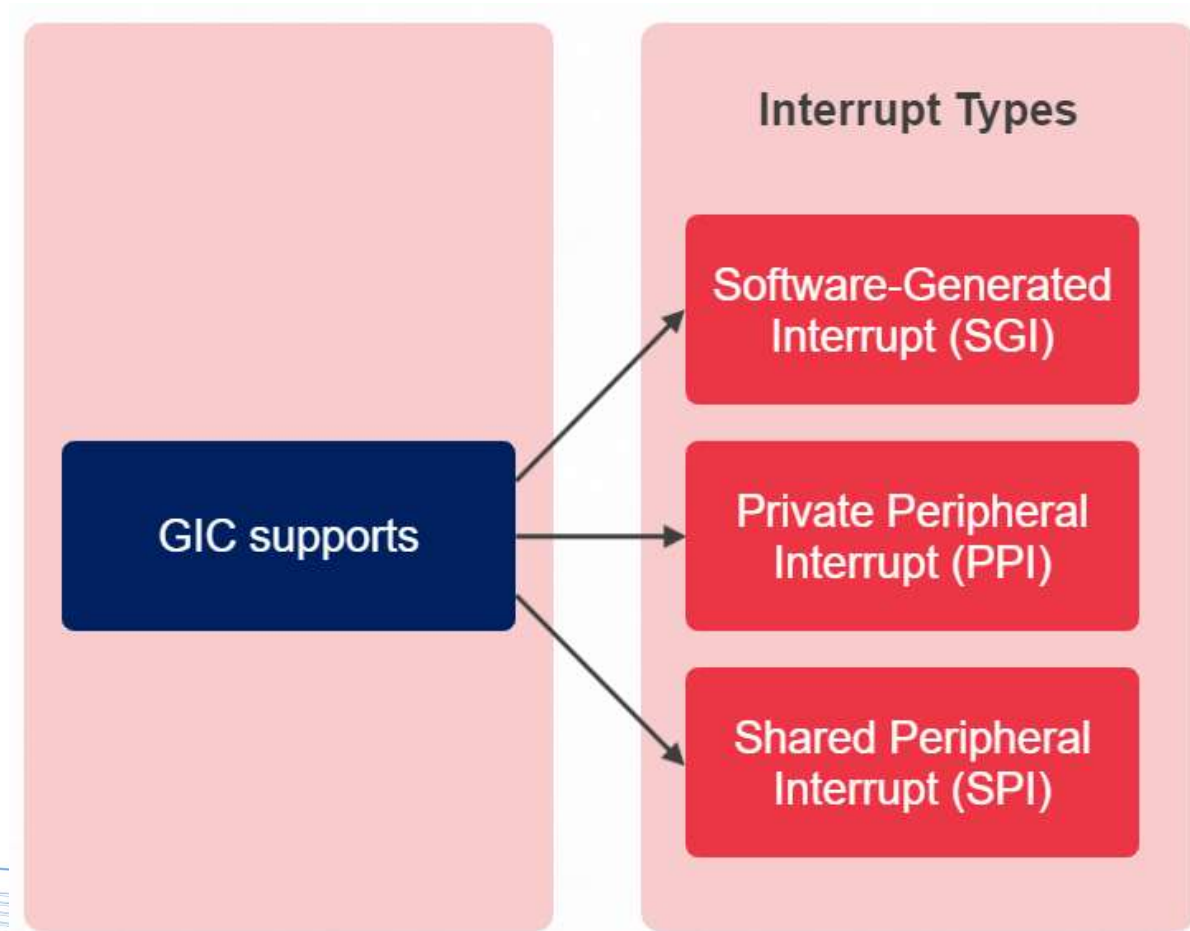 Interrupt Types
Software-Generated
Interrupt (SGI)
GIC supports
Private Peripheral
Interrupt (PPI)
Shared Peripheral
Interrupt (SPI)